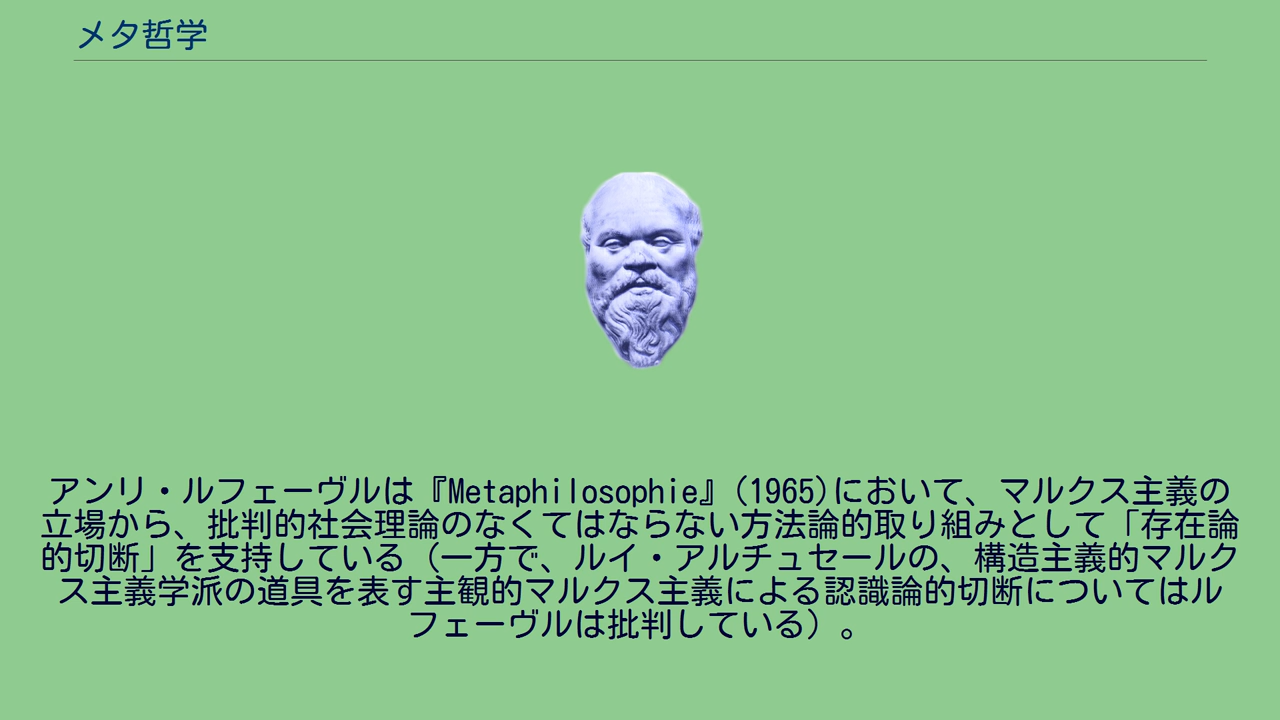 メタ哲学
アンリ・ルフェーヴルは『Metaphilosophie』(1965)において、マルクス主義の
立場から、批判的社会理論のなくてはならない方法論的取り組みとして「存在論
的切断」を支持している（一方で、ルイ・アルチュセールの、構造主義的マルク
ス主義学派の道具を表す主観的マルクス主義による認識論的切断についてはル
フェーヴルは批判している）。